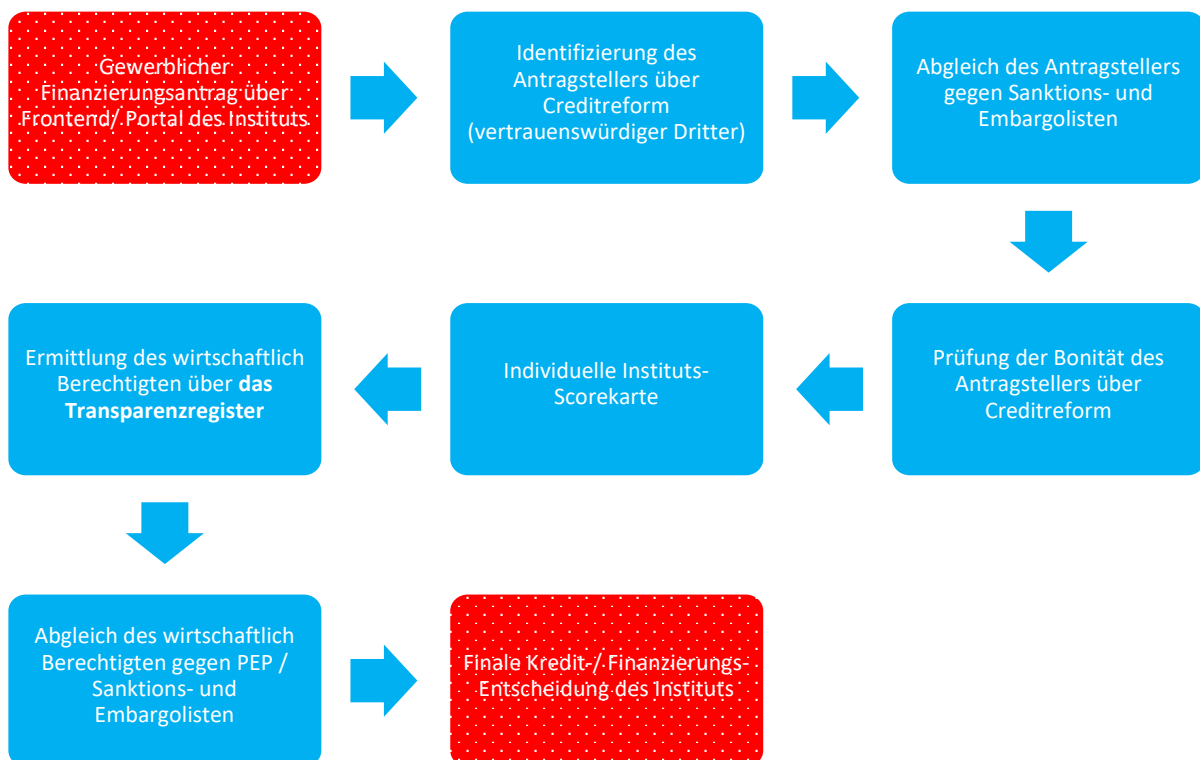 Gewerblicher
Finanzierungsantrag über
Frontend/ Portal des Instituts
Identifizierung des
Antragstellers über
Creditreform
(vertrauenswürdiger Dritter)
Abgleich des Antragstellers
gegen Sanktions- und
Embargolisten
Prüfung der Bonität des
Antragstellers über
Creditreform
Individuelle Instituts-
Scorekarte
Ermittlung des wirtschaftlich
Berechtigten über das
Transparenzregister
Abgleich des wirtschaftlich
Berechtigten gegen PEP /
Sanktions- und
Embargolisten
Finale Kredit-/ Finanzierungs-
Entscheidung des Instituts